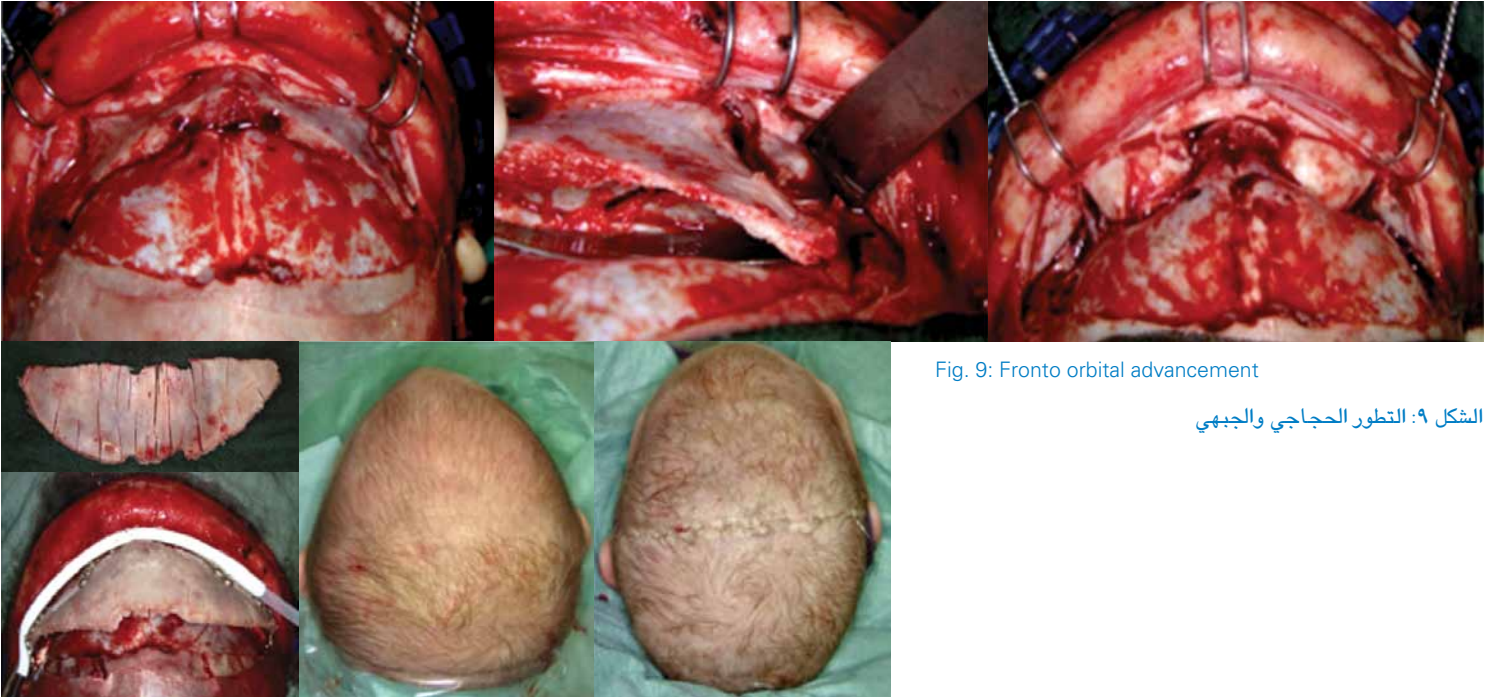 Fig. 9: Fronto orbital advancement
الشكل ٩: التطور الحجاجي والجبهي